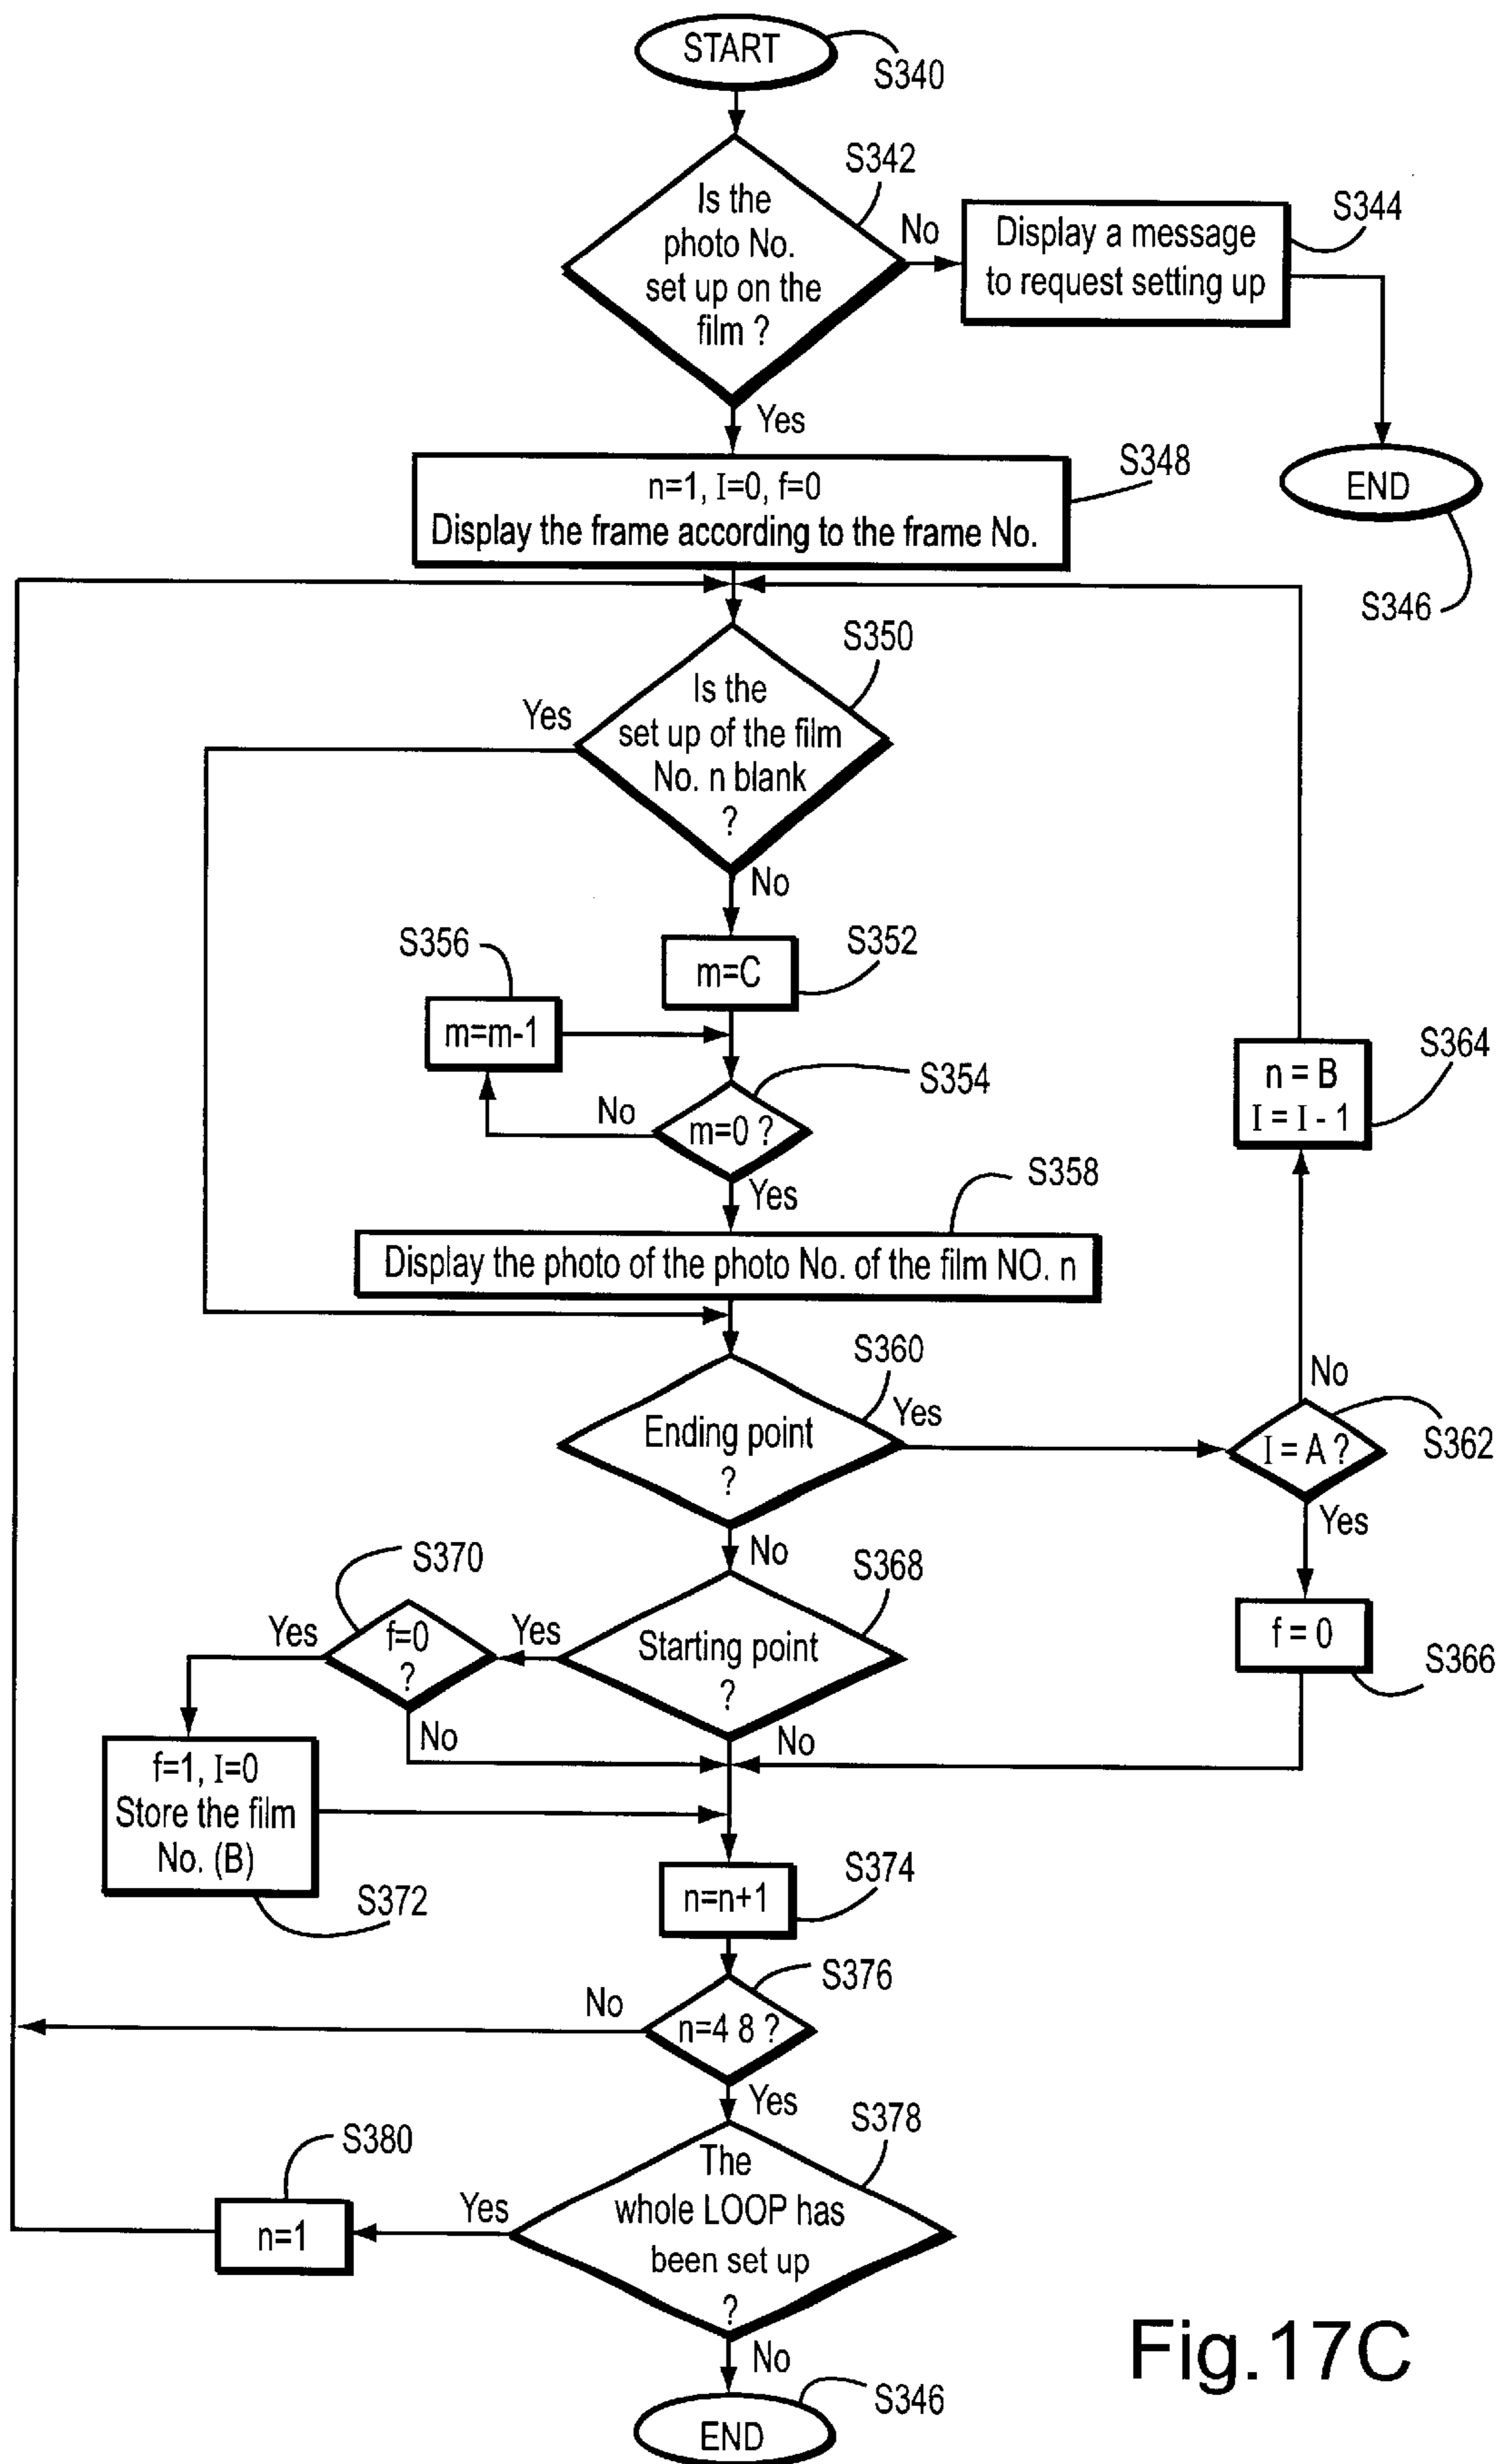 START
S340
S342
Is the
photo No.
set up on the
film ?
No
Display a message
to request setting up
S344
Yes
END
S346
n=1, I=0, f=0
Display the frame according to the frame No.
S348
S350
Is the
set up of the film
No. n blank
?
Yes
No
m=C
S352
S356
m=m-1
S354
m=0 ?
No
Yes
n = B
I = I - 1
S364
S358
Display the photo of the photo No. of the film NO. n
S360
Ending point
?
Yes
No
No
I = A ?
S362
Yes
f = 0
S366
S368
Starting point
?
Yes
No
S370
f=0
?
Yes
No
f=1, I=0
Store the film
No. (B)
S372
n=n+1
S374
S376
n=4 8 ?
No
Yes
S378
The
whole LOOP has
been set up
?
Yes
No
S380
n=1
END
S346
Fig.17C